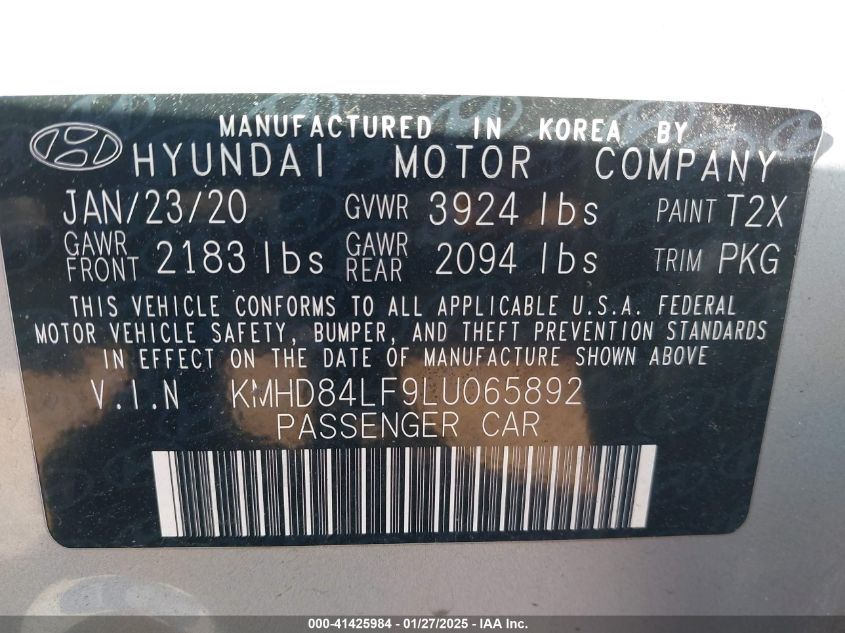 MANUFACTURED IN KOREA BY
HYUNDAI MOTOR COMPANY
JAN/23/20 GVWR 3924 lbs PAINT T2X
GAWR FRONT 2183 lbs GAWR REAR 2094 lbs TRIM PKG
THIS VEHICLE CONFORMS TO ALL APPLICABLE U.S.A. FEDERAL
MOTOR VEHICLE SAFETY, BUMPER, AND THEFT PREVENTION STANDARDS
IN EFFECT ON THE DATE OF MANUFACTURE SHOWN ABOVE
V.I.N KMHD84LF9LU065892
PASSENGER CAR
000-41425984 - 01/27/2025 - IAA Inc.